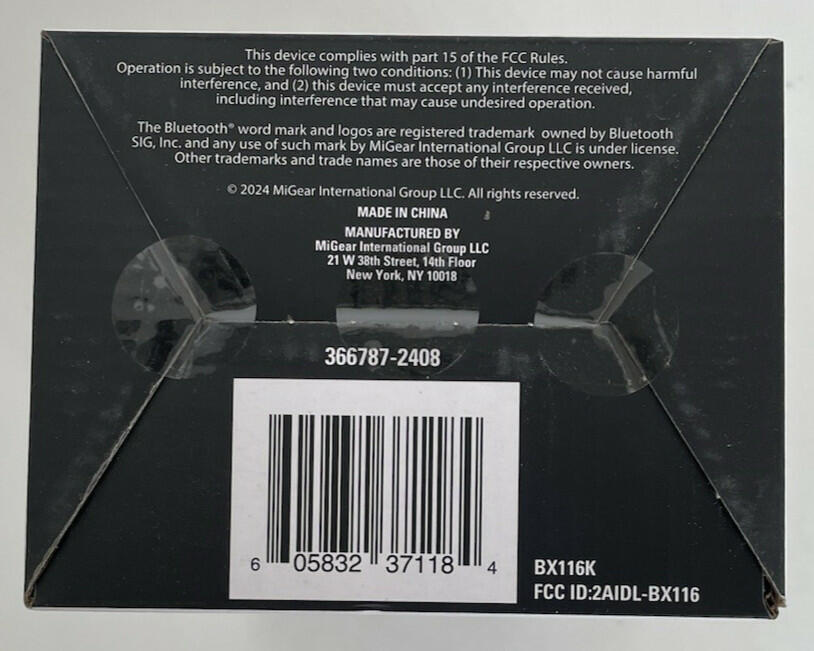 This device complies with part 15 of the FCC Rules.
Operation is subject to the following two conditions: (1) This device may not cause harmful
interference, and (2) this device must accept any interference received,
including interference that may cause undesired operation.
The Bluetooth® word mark and logos are registered trademark owned by Bluetooth
SIG, Inc. and any use of such mark by MiGear International Group LLC is under license.
Other trademarks and trade names are those of their respective owners.
© 2024 MiGear International Group LLC. All rights reserved.
MADE IN CHINA
MANUFACTURED BY
MiGear International Group LLC
21 W 38th Street, 14th Floor
New York, NY 10018
366787-2408
6 05832 37118 4
BX116K
FCC ID:2AIDL-BX116